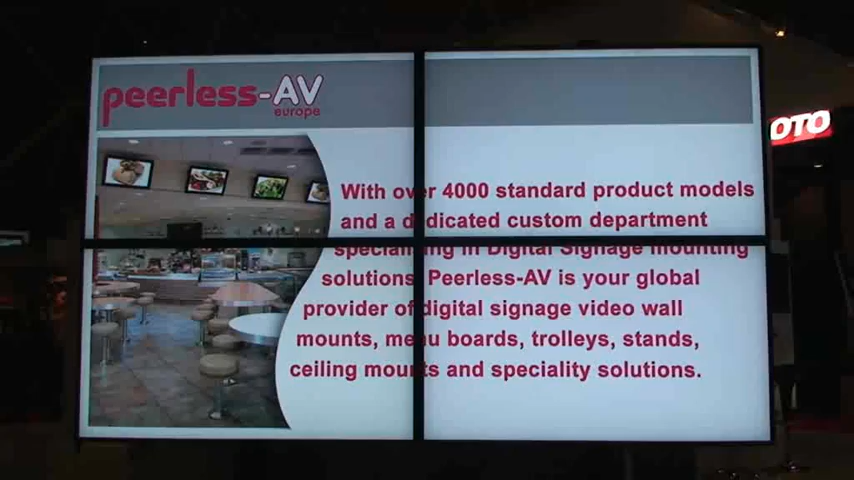 peerless-AV
europe
OTO
With over 4000 standard product models
and a dedicated custom department
specialising in Digital Signage mounting
solutions. Peerless-AV is your global
provider of digital signage video wall
mounts, menu boards, trolleys, stands,
ceiling mounts and speciality solutions.